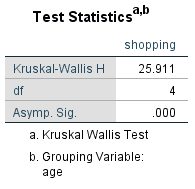 Test Statistics a,b
shopping
Kruskal-Wallis H 25.911
df 4
Asymp. Sig. .000
a. Kruskal Wallis Test
b. Grouping Variable:
age